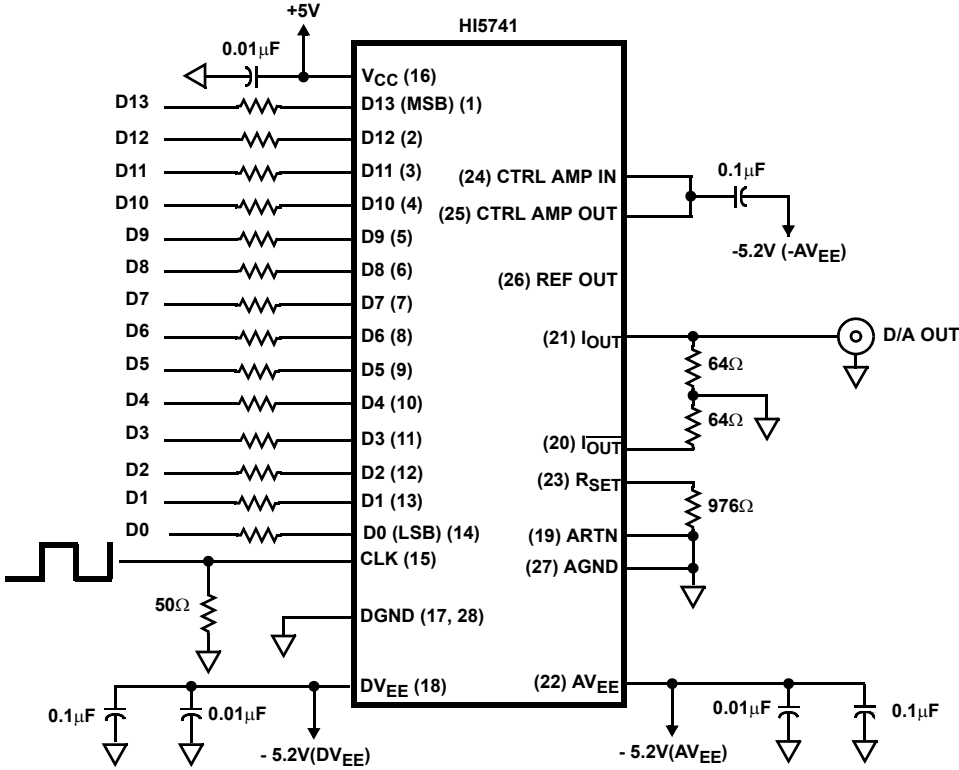 +5V
HI5741
0.01μF
VCC (16)
D13
D13 (MSB) (1)
D12
D12 (2)
D11
D11 (3)
D10
D10 (4)
D9
D9 (5)
D8
D8 (6)
D7
D7 (7)
D6
D6 (8)
D5
D5 (9)
D4
D4 (10)
D3
D3 (11)
D2
D2 (12)
D1
D1 (13)
D0
D0 (LSB) (14)
CLK (15)
50Ω
DGND (17, 28)
DVEE (18)
0.1μF
0.01μF
- 5.2V(DVEE)
(24) CTRL AMP IN
0.1μF
(25) CTRL AMP OUT
-5.2V (-AVEE)
(26) REF OUT
(21) IOUT
D/A OUT
64Ω
64Ω
(20) IOUT
(23) RSET
976Ω
(19) ARTN
(27) AGND
(22) AVEE
0.01μF
0.1μF
- 5.2V(AVEE)